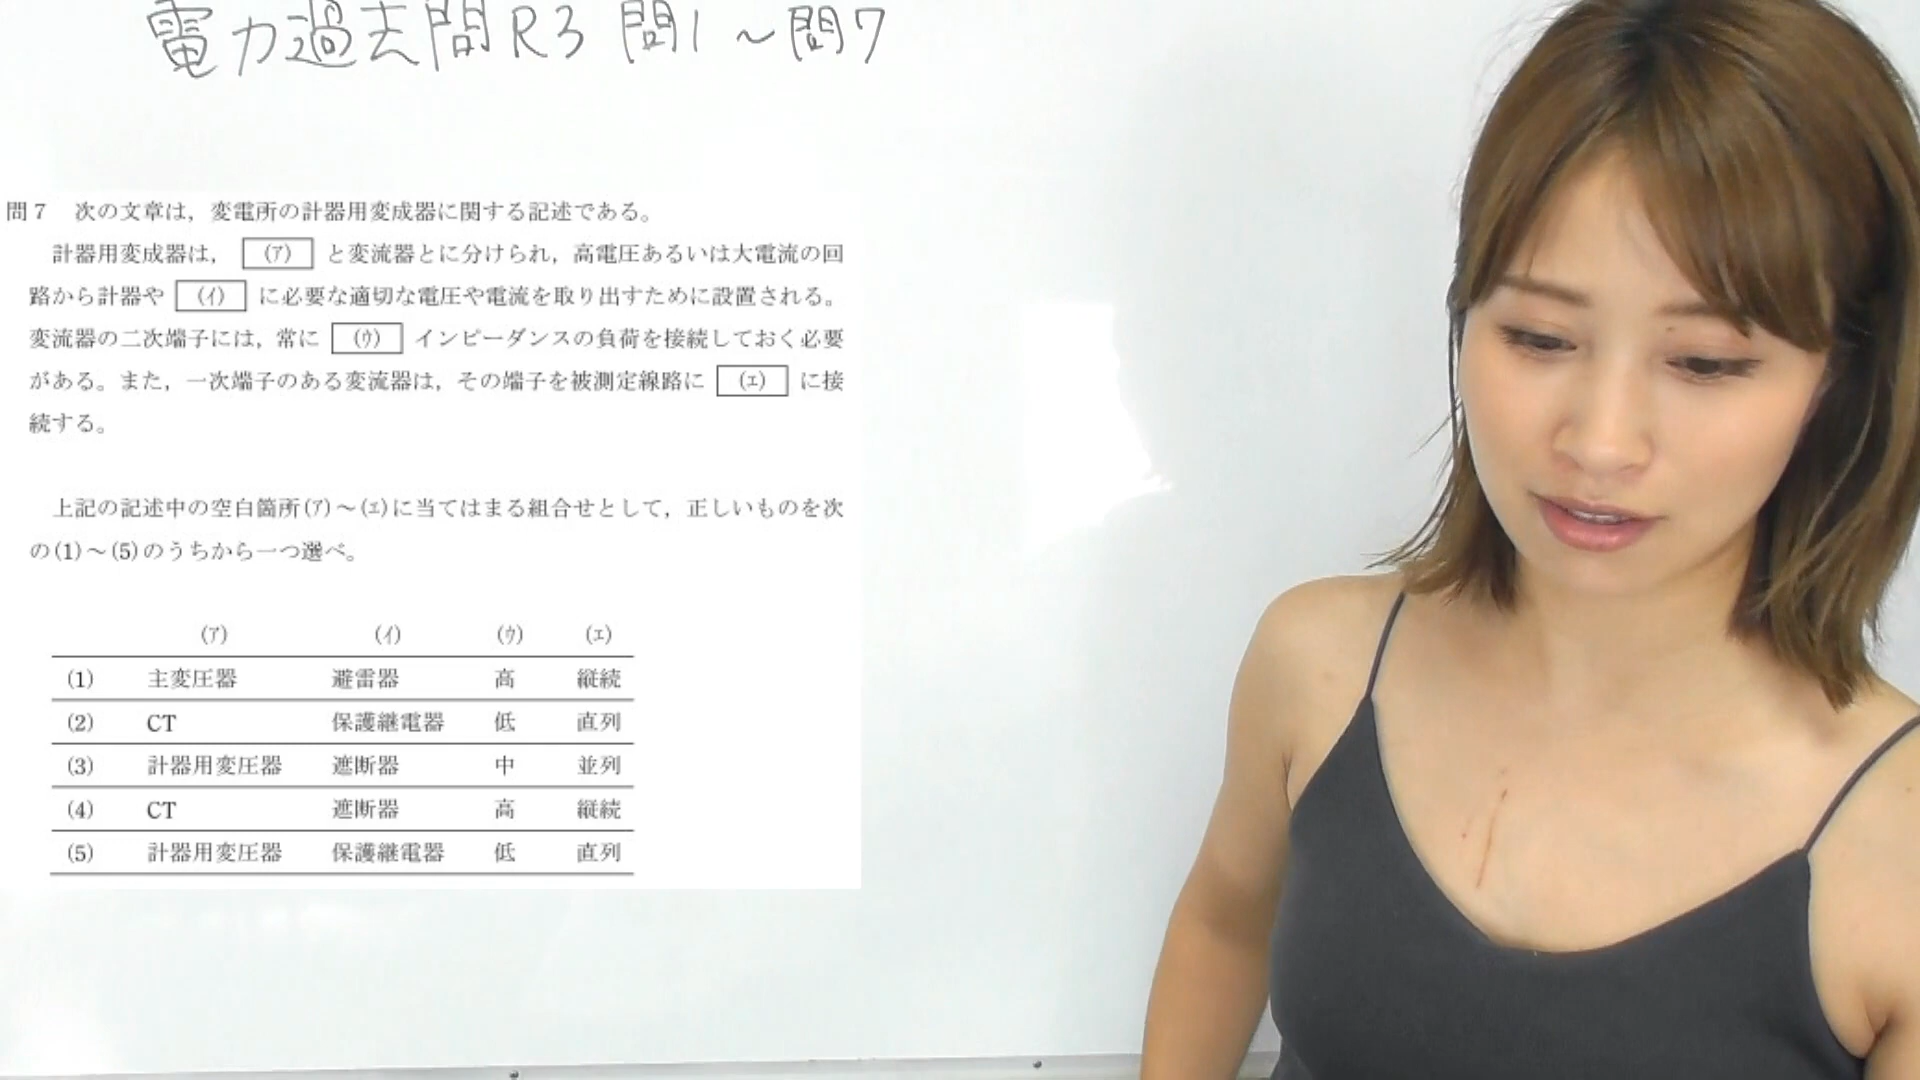 電力過去問R3 問1～問7
問7 次の文章は，変電所の計器用変成器に関する記述である。
計器用変成器は， (ア) と変流器とに分けられ，高電圧あるいは大電流の回
路から計器や (イ) に必要な適切な電圧や電流を取り出すために設置される。
変流器の二次端子には，常に (ウ) インピーダンスの負荷を接続しておく必要
がある。また，一次端子のある変流器は，その端子を被測定線路に (エ) に接
続する。
上記の記述中の空白箇所(ア)～(エ)に当てはまる組合せとして，正しいものを次
の(1)～(5)のうちから一つ選べ。
(ア) (イ) (ウ) (エ)
(1) 主変圧器 避雷器 高 縦続
(2) CT 保護継電器 低 直列
(3) 計器用変圧器 遮断器 中 並列
(4) CT 遮断器 高 縦続
(5) 計器用変圧器 保護継電器 低 直列